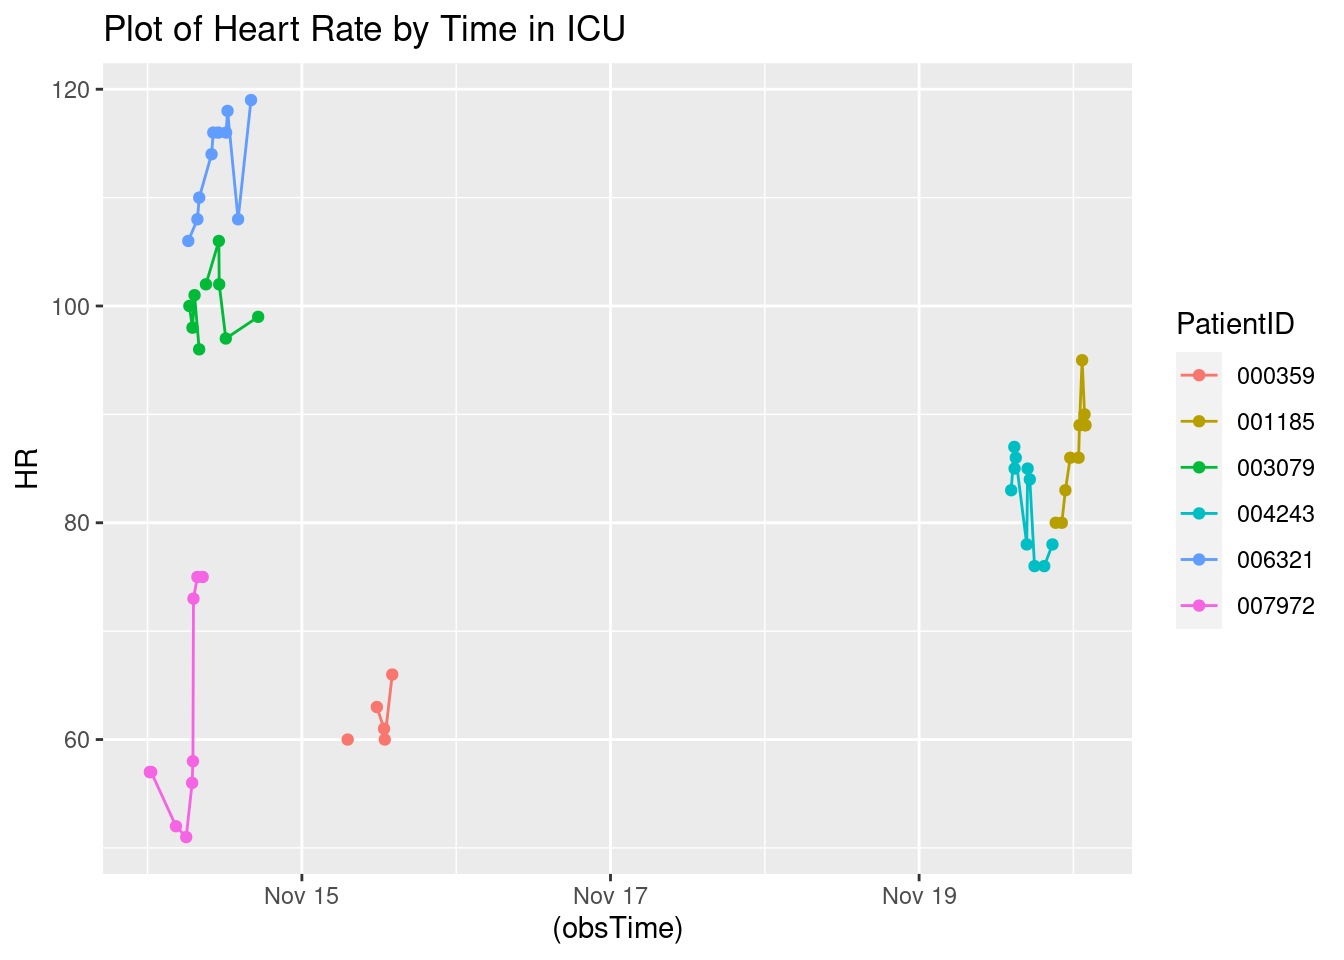 Plot of Heart Rate by Time in ICU
120
100
80
60
HR
Nov 15
Nov 17
Nov 19
(obsTime)
PatientID
000359
001185
003079
004243
006321
007972